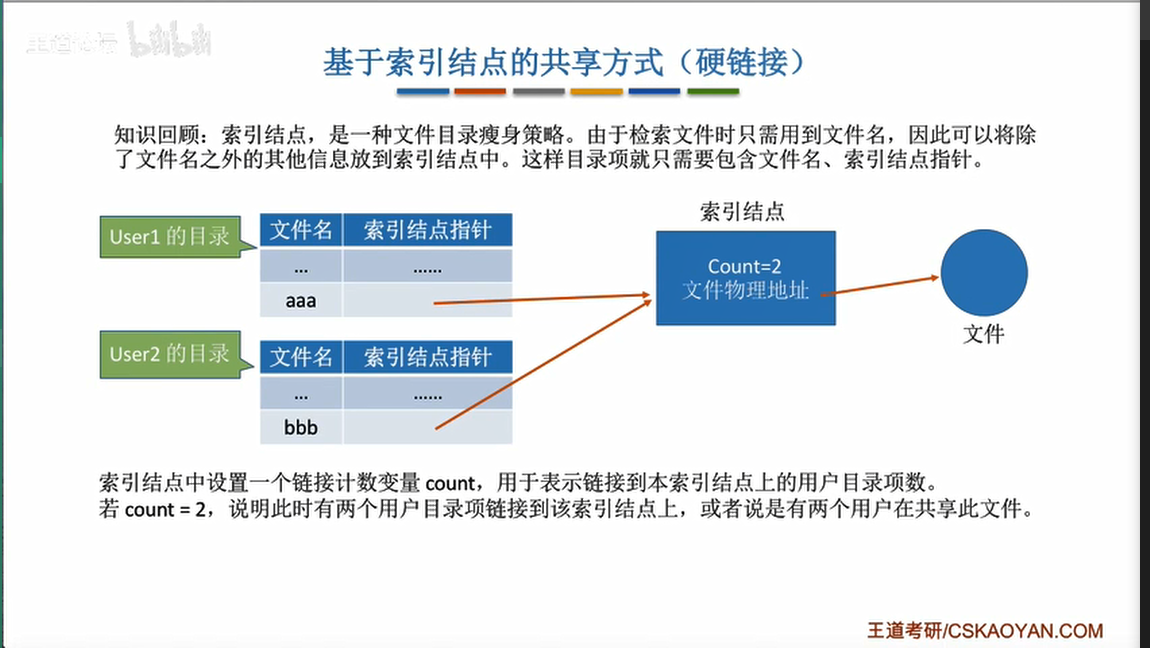 王道论坛 bilibili
基于索引结点的共享方式（硬链接）
知识回顾：索引结点，是一种文件目录瘦身策略。由于检索文件时只需用到文件名，因此可以将除
了文件名之外的其他信息放到索引结点中。这样目录项就只需要包含文件名、索引结点指针。
User1 的目录
文件名 索引结点指针
... ......
aaa
User2 的目录
文件名 索引结点指针
... ......
bbb
索引结点
Count=2
文件物理地址
文件
索引结点中设置一个链接计数变量 count，用于表示链接到本索引结点上的用户目录项数。
若 count = 2，说明此时有两个用户目录项链接到该索引结点上，或者说是有两个用户在共享此文件。
王道考研/CSKAOYAN.COM